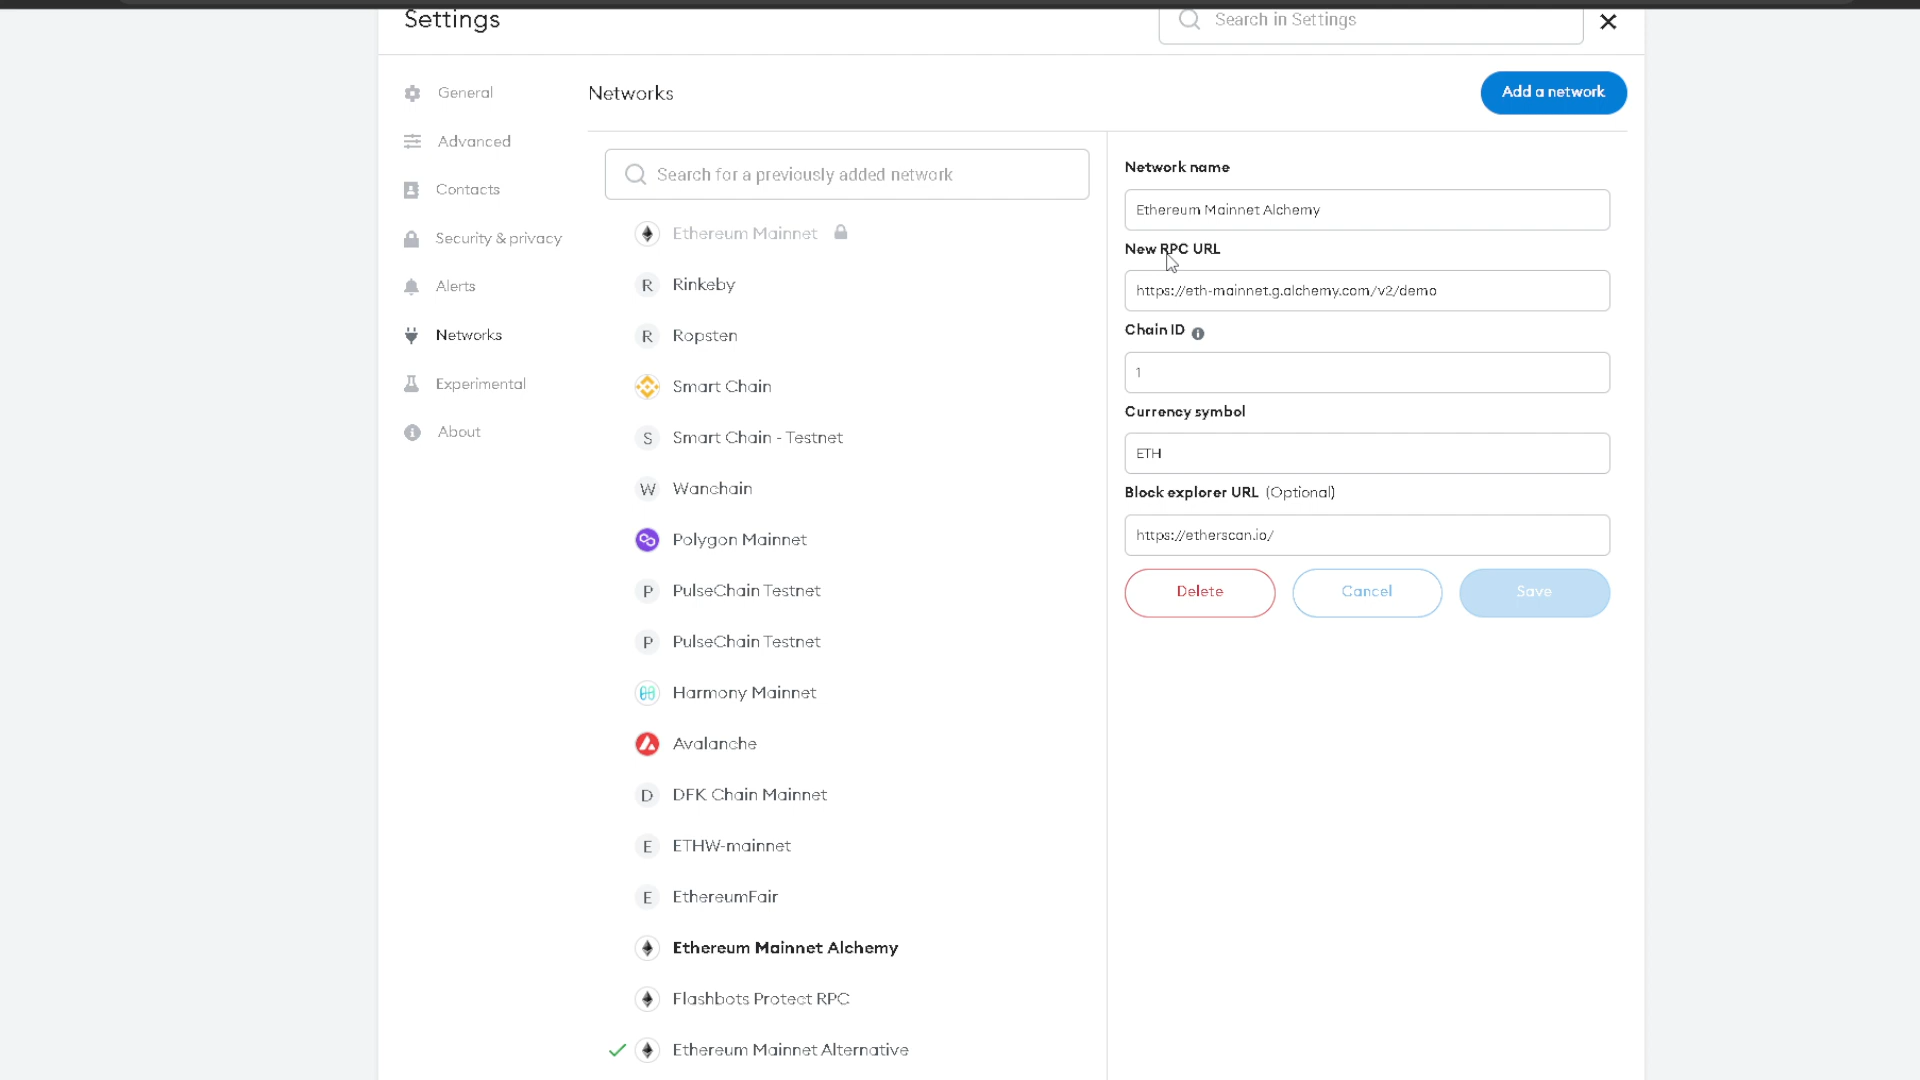 Settings
Search in Settings
General
Advanced
Contacts
Security & privacy
Alerts
Networks
Experimental
About
Networks
Add a network
Search for a previously added network
Ethereum Mainnet
R Rinkeby
R Ropsten
Smart Chain
S Smart Chain - Testnet
W Wanchain
Polygon Mainnet
P PulseChain Testnet
P PulseChain Testnet
Harmony Mainnet
Avalanche
D DFK Chain Mainnet
E ETHW-mainnet
E EthereumFair
Ethereum Mainnet Alchemy
Flashbots Protect RPC
Ethereum Mainnet Alternative
Network name
Ethereum Mainnet Alchemy
New RPC URL
https://eth-mainnet.g.alchemy.com/v2/demo
Chain ID
1
Currency symbol
ETH
Block explorer URL (Optional)
https://etherscan.io/
Delete
Cancel
Save